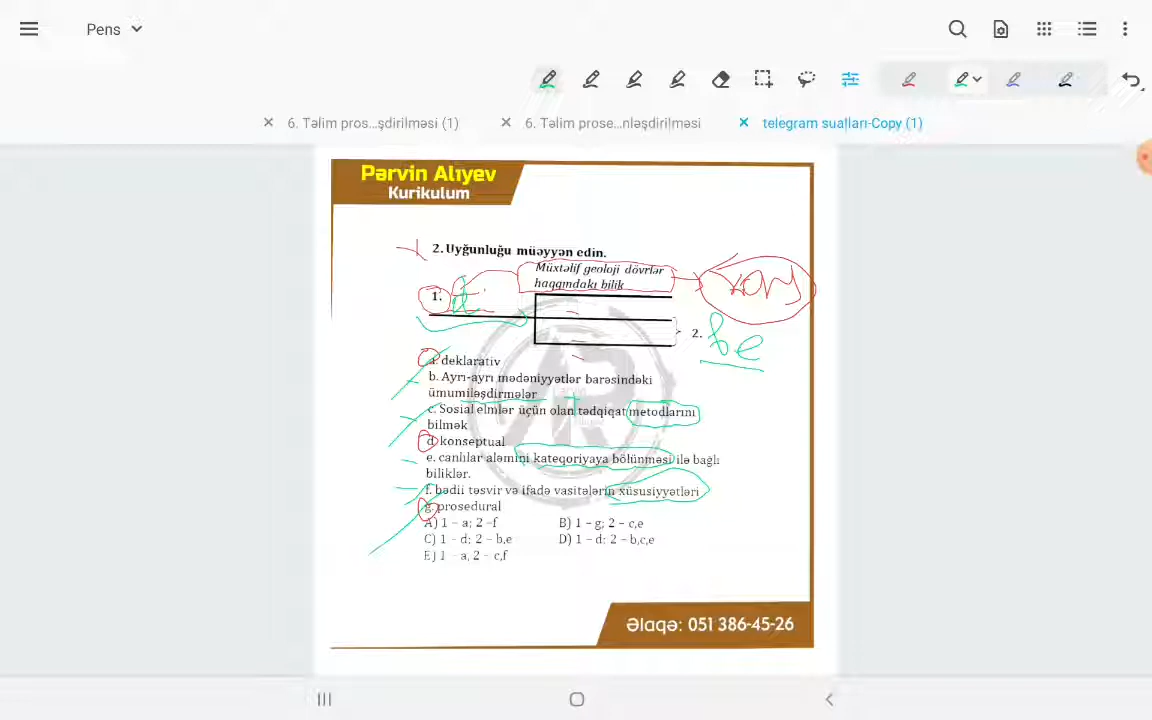 Pens
6. Təlim pros...şdirilməsi (1)
6. Təlim prose...nləşdirilməsi
telegram sualları-Copy (1)
Pərvin Alıyev
Kurikulum
2. Uyğunluğu müəyyən edin.
Müxtəlif geoloji dövrlər
haqqındakı bilik
1. d
2. b e
a. deklarativ
b. Ayrı-ayrı mədəniyyətlər barəsindəki
ümumiləşdirmələr
c. Sosial elmlər üçün olan tədqiqat metodlarını
bilmək
d. konseptual
e. canlılar aləmini kateqoriyaya bölünməsi ilə bağlı
biliklər.
f. bədii təsvir və ifadə vasitələrin xüsusiyyətləri
g. prosedural
A) 1 – a; 2 –f B) 1 – g; 2 – c,e
C) 1 – d; 2 – b,e D) 1 – d; 2 – b,c,e
E) 1 – a, 2 – c,f
Əlaqə: 051 386-45-26